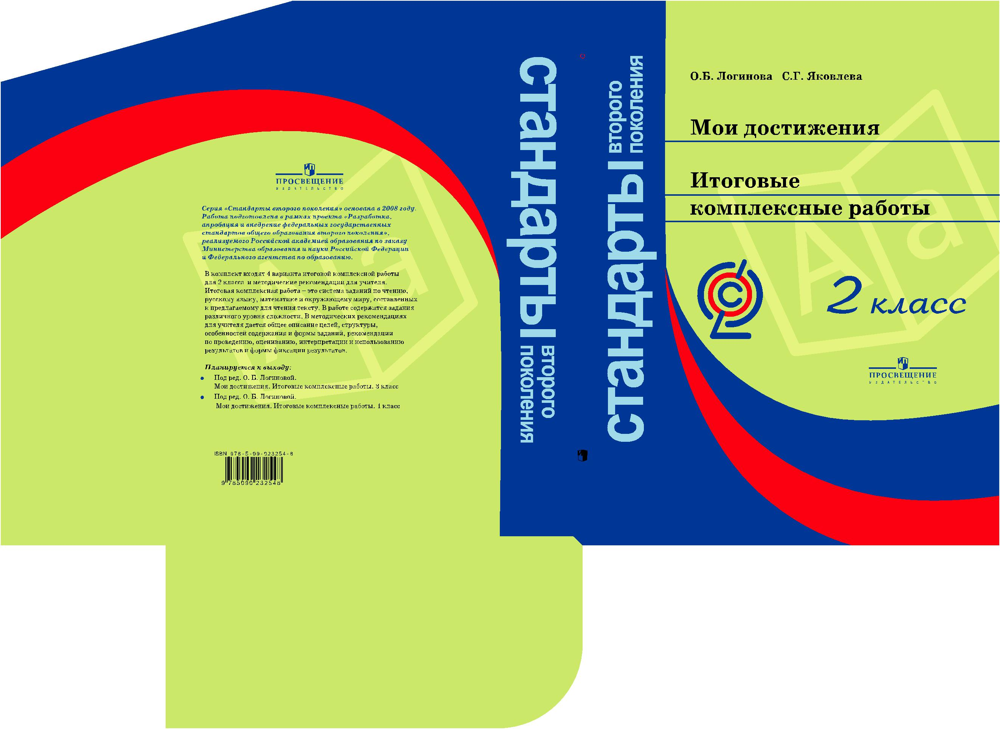 ПРОСВЕЩЕНИЕ
ИЗДАТЕЛЬСТВО
Серия «Стандарты второго поколения» основана в 2008 году.
Работа подготовлена в рамках проекта «Разработка,
апробация и внедрение федеральных государственных
стандартов общего образования второго поколения»,
реализуемого Российской академией образования по заказу
Министерства образования и науки Российской Федерации
и Федерального агентства по образованию.
В комплект входят 4 варианта итоговой комплексной работы
для 2 класса и методические рекомендации для учителя.
Итоговая комплексная работа – это система заданий по чтению,
русскому языку, математике и окружающему миру, составленных
к предлагаемому для чтения тексту. В работе содержатся задания
различного уровня сложности. В методических рекомендациях
для учителя дается общее описание целей, структуры,
особенностей содержания и формы заданий, рекомендации
по проведению, оцениванию, интерпретации и использованию
результатов и формы фиксации результатов.
Планируется к выходу:
• Под ред. О. Б. Логиновой.
Мои достижения. Итоговые комплексные работы. 3 класс
• Под ред. О. Б. Логиновой.
Мои достижения. Итоговые комплексные работы. 1 класс
ISBN 978-5-09-023254-8
9 785090 232548
стандарты
второго
поколения
стандарты
второго
поколения
О.Б. Логинова С.Г. Яковлева
Мои достижения
Итоговые
комплексные работы
Аа
2 класс
ПРОСВЕЩЕНИЕ
ИЗДАТЕЛЬСТВО